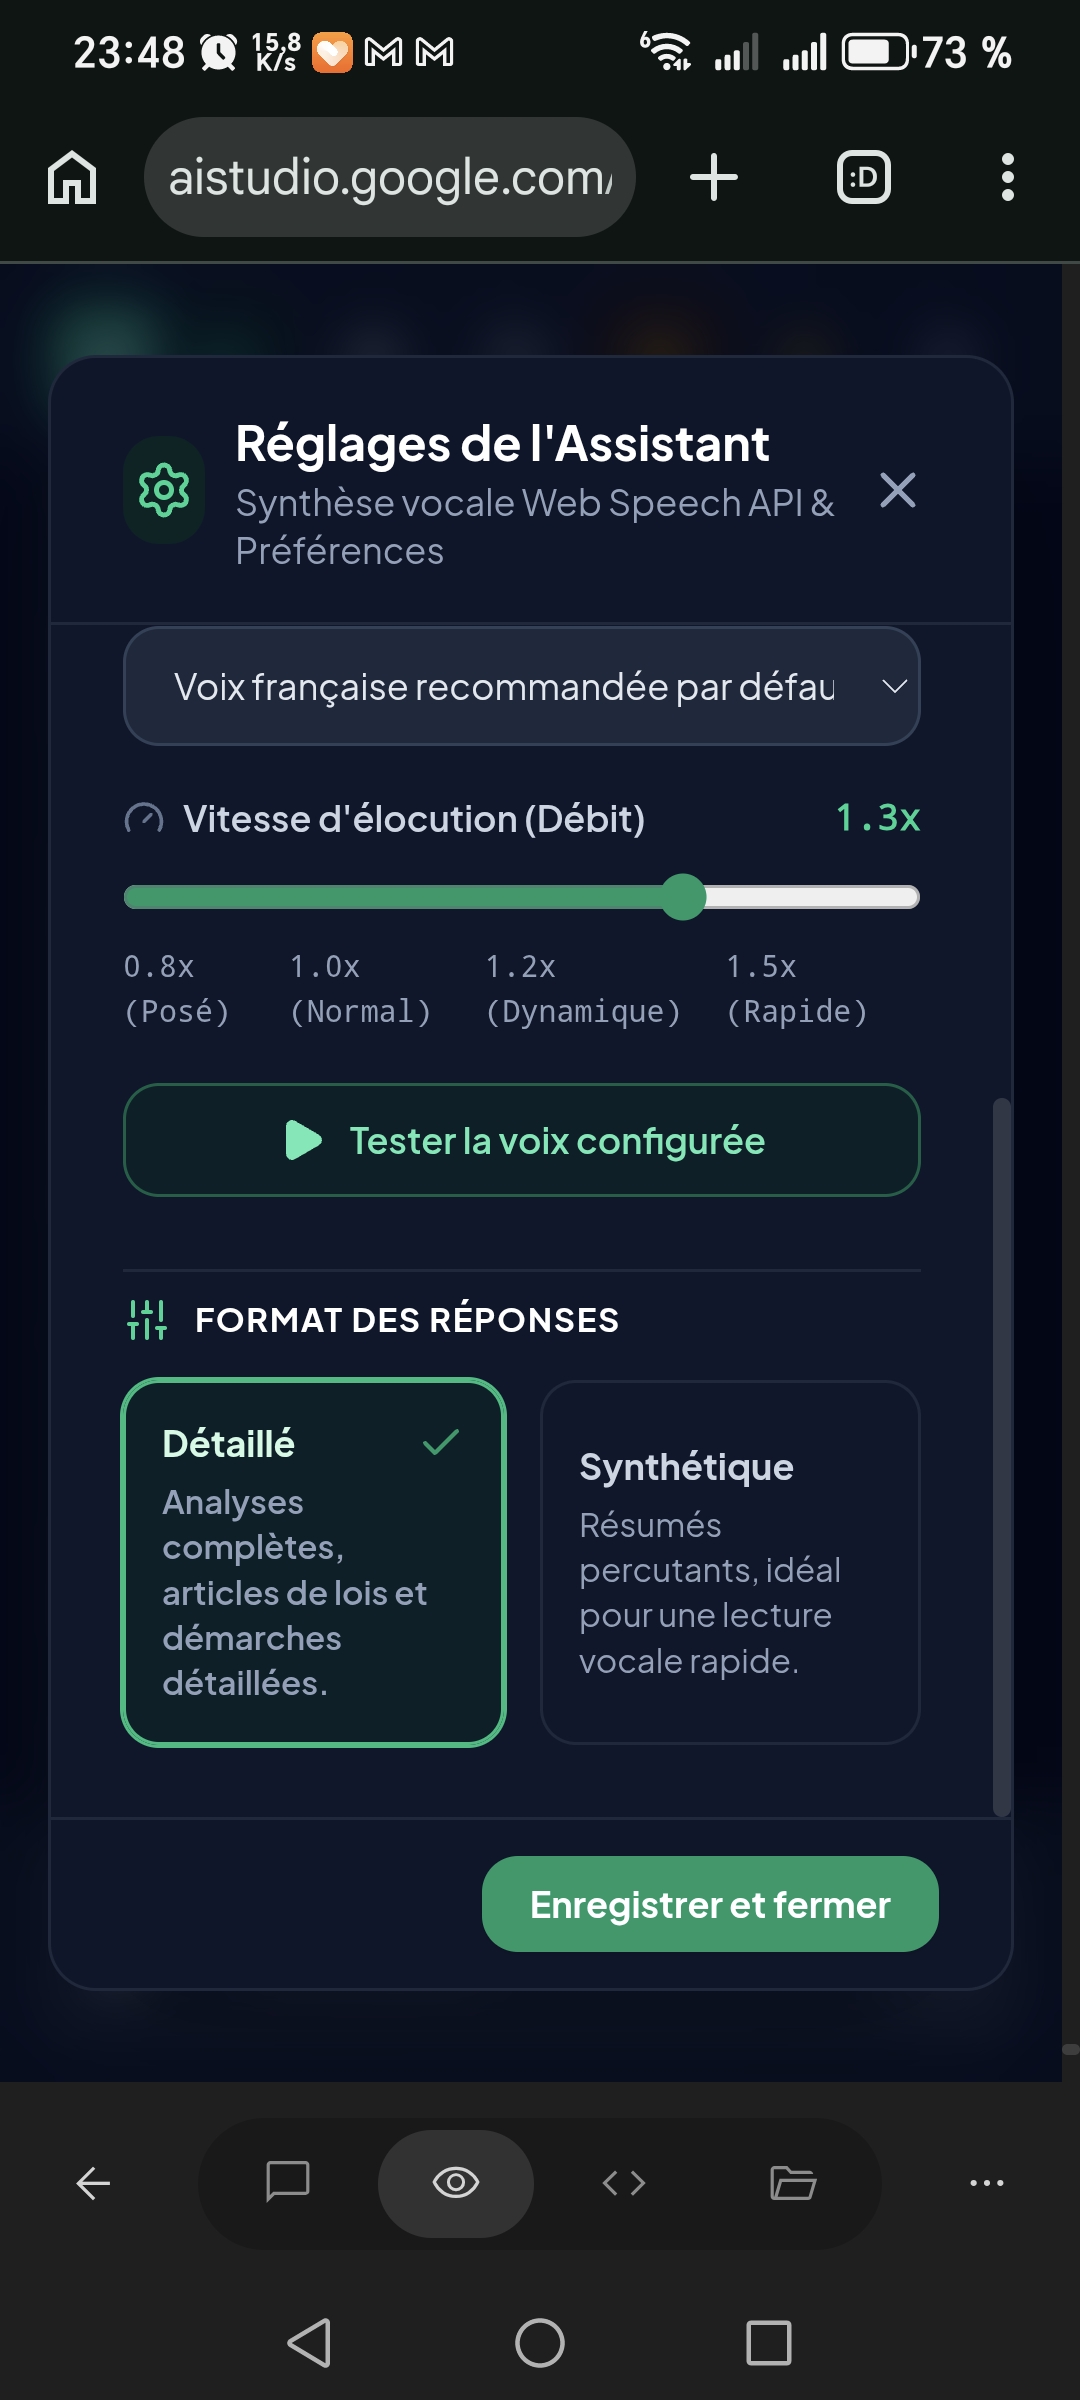 23:48 15,8 K/s 6 73 %
aistudio.google.com/ :D
Réglages de l'Assistant
Synthèse vocale Web Speech API &
Préférences
Voix française recommandée par défau
Vitesse d'élocution (Débit) 1.3x
0.8x 1.0x 1.2x 1.5x
(Posé) (Normal) (Dynamique) (Rapide)
Tester la voix configurée
FORMAT DES RÉPONSES
Détaillé
Analyses
complètes,
articles de lois et
démarches
détaillées.
Synthétique
Résumés
percutants, idéal
pour une lecture
vocale rapide.
Enregistrer et fermer